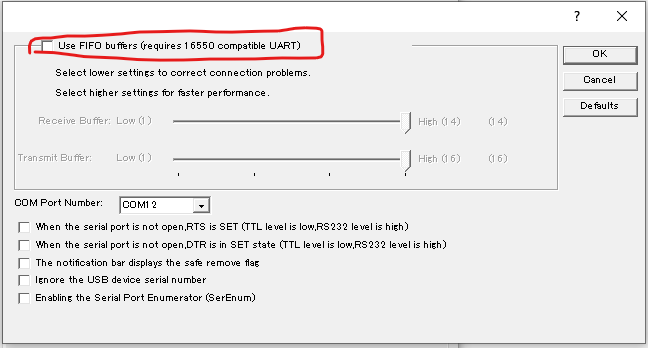 ? ✕
Use FIFO buffers (requires 16550 compatible UART)
OK
Select lower settings to correct connection problems.
Cancel
Select higher settings for faster performance.
Defaults
Receive Buffer: Low (1) High (14) (14)
Transmit Buffer: Low (1) High (16) (16)
COM Port Number: COM12
When the serial port is not open,RTS is SET (TTL level is low,RS232 level is high)
When the serial port is not open,DTR is in SET state (TTL level is low,RS232 level is high)
The notification bar displays the safe remove flag
Ignore the USB device serial number
Enabling the Serial Port Enumerator (SerEnum)